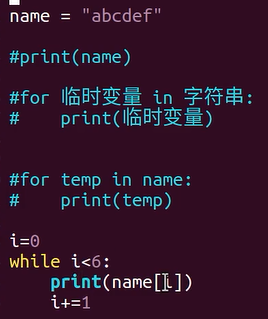 name = "abcdef"
#print(name)
#for 临时变量 in 字符串:
#    print(临时变量)
#for temp in name:
#    print(temp)
i=0
while i<6:
    print(name[i])
    i+=1